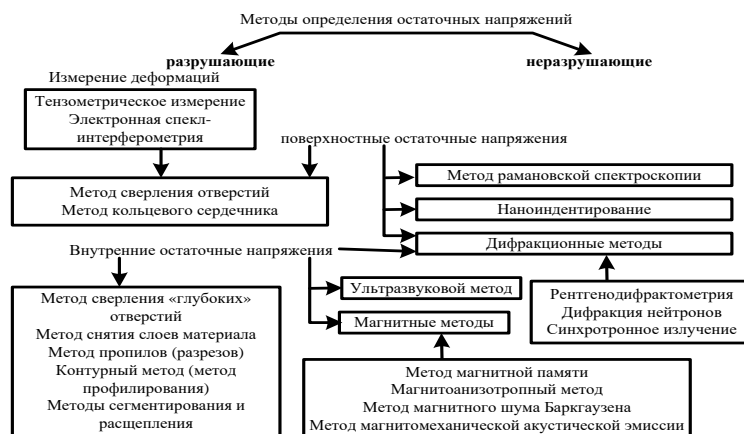 Методы определения остаточных напряжений
разрушающие
неразрушающие
Измерение деформаций
Тензометрическое измерение
Электронная спекл-
интерферометрия
поверхностные остаточные напряжения
Метод сверления отверстий
Метод кольцевого сердечника
Метод рамановской спектроскопии
Наноиндентирование
Дифракционные методы
Внутренние остаточные напряжения
Метод сверления «глубоких»
отверстий
Метод снятия слоев материала
Метод пропилов (разрезов)
Контурный метод (метод
профилирования)
Методы сегментирования и
расщепления
Ультразвуковой метод
Магнитные методы
Рентгенодифрактометрия
Дифракция нейтронов
Синхротронное излучение
Метод магнитной памяти
Магнитоанизотропный метод
Метод магнитного шума Баркгаузена
Метод магнитомеханической акустической эмиссии